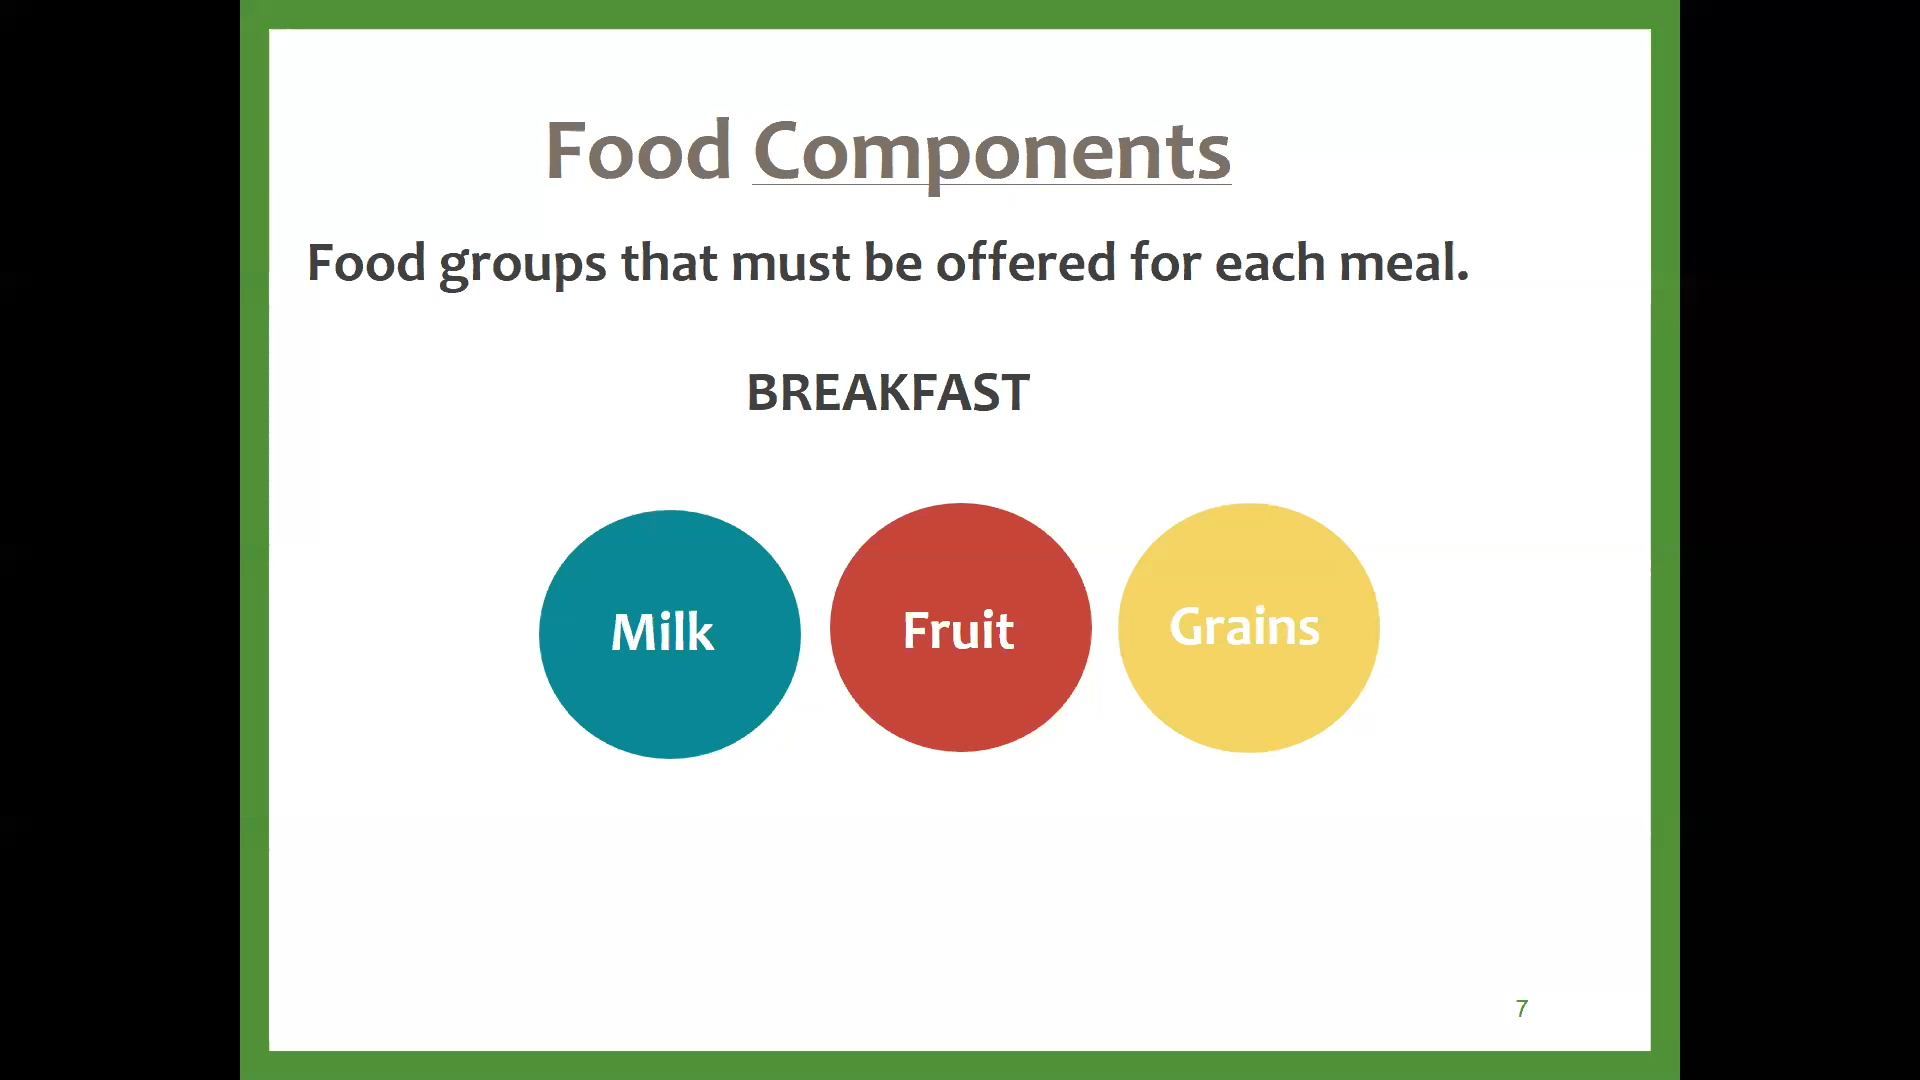 Food Components
Food groups that must be offered for each meal.
BREAKFAST
Milk
Fruit
Grains
7